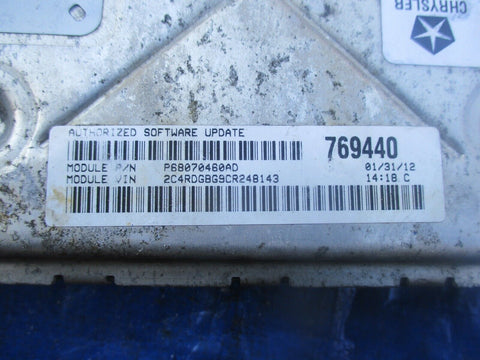 CHRYSLER
AUTHORIZED SOFTWARE UPDATE
769440
MODULE P/N P68070460AD 01/31/12
MODULE VIN 2C4RDGBG9CR248143 14:18 C